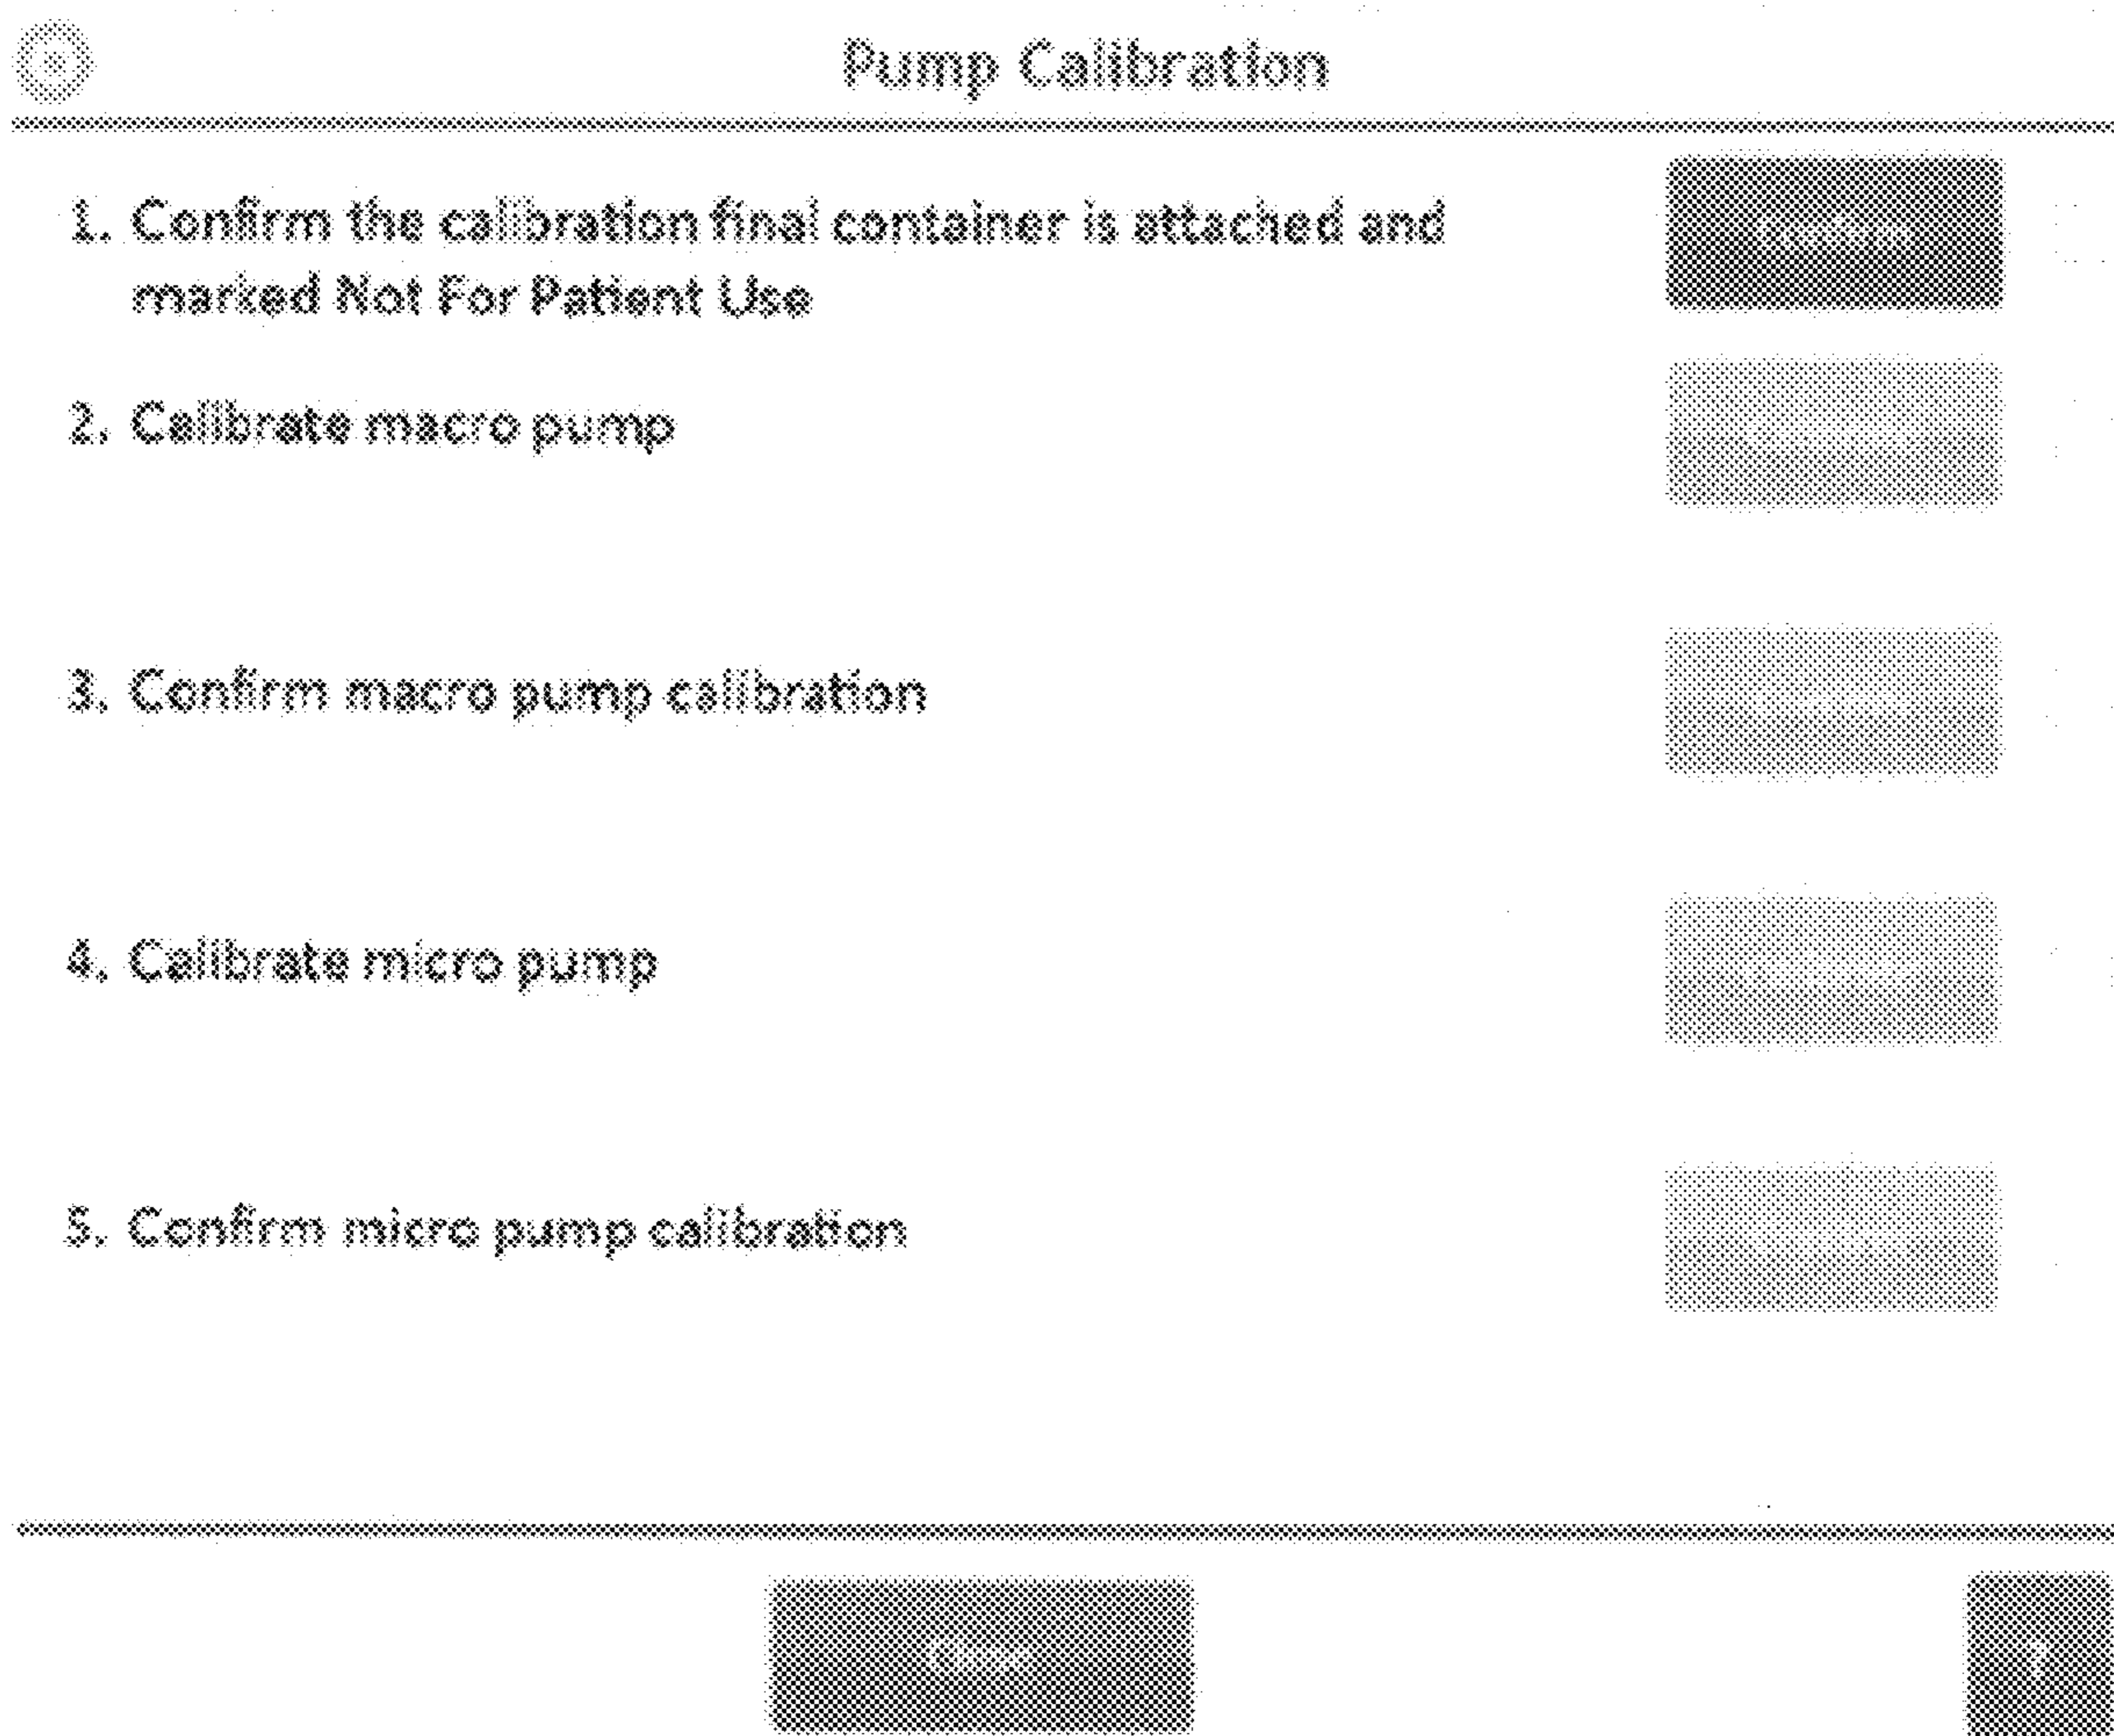 Pump Calibration
1. Confirm the calibration final container is attached and
marked Not For Patient Use
2. Calibrate macro pump
3. Confirm macro pump calibration
4. Calibrate micro pump
5. Confirm micro pump calibration
?